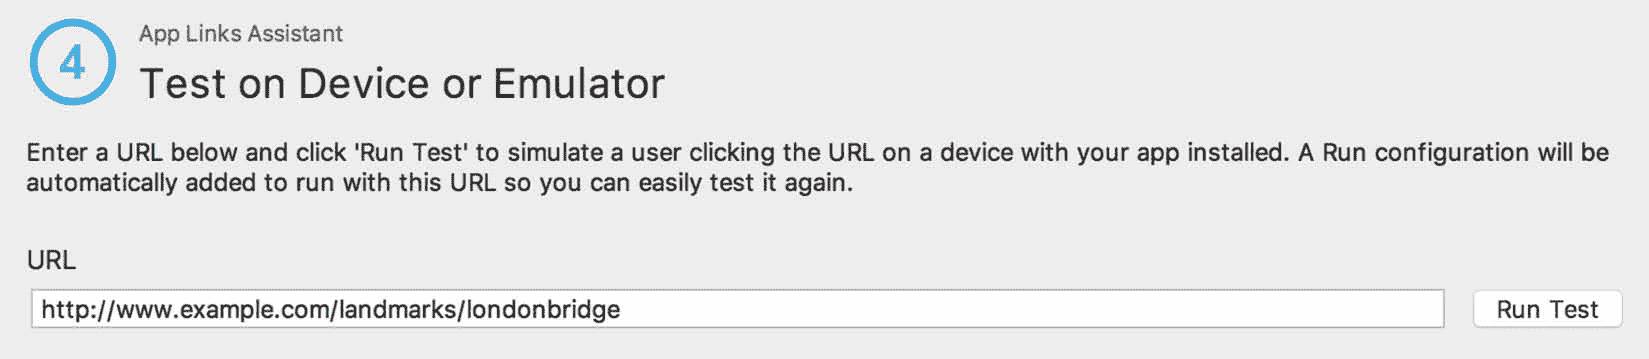 4
App Links Assistant
Test on Device or Emulator
Enter a URL below and click 'Run Test' to simulate a user clicking the URL on a device with your app installed. A Run configuration will be
automatically added to run with this URL so you can easily test it again.
URL
http://www.example.com/landmarks/londonbridge
Run Test